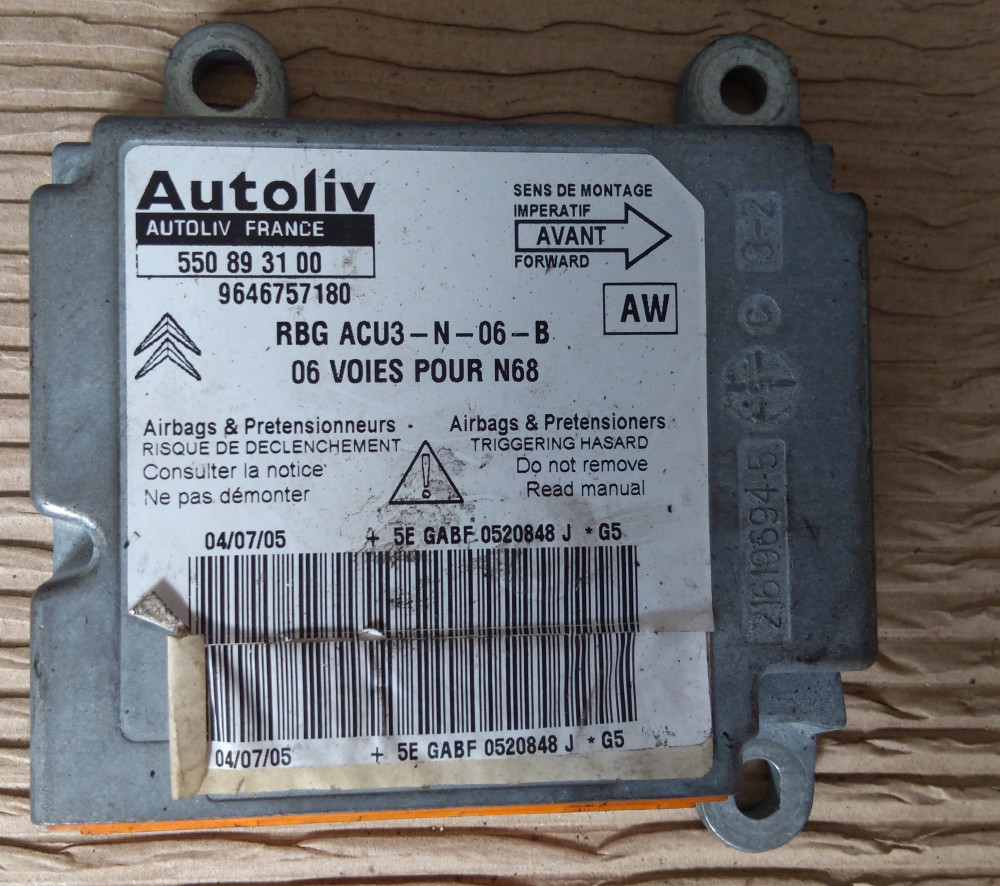 Autoliv
AUTOLIV FRANCE
550 89 31 00
9646757180
SENS DE MONTAGE
IMPERATIF
AVANT
FORWARD
AW
RBG ACU3-N-06-B
06 VOIES POUR N68
Airbags & Pretensionneurs -
RISQUE DE DECLENCHEMENT
Consulter la notice
Ne pas démonter
!
Airbags & Pretensioners
TRIGGERING HASARD
Do not remove
Read manual
04/07/05 + 5E GABF 0520848 J * G5
04/07/05 + 5E GABF 0520848 J * G5
21619694-5